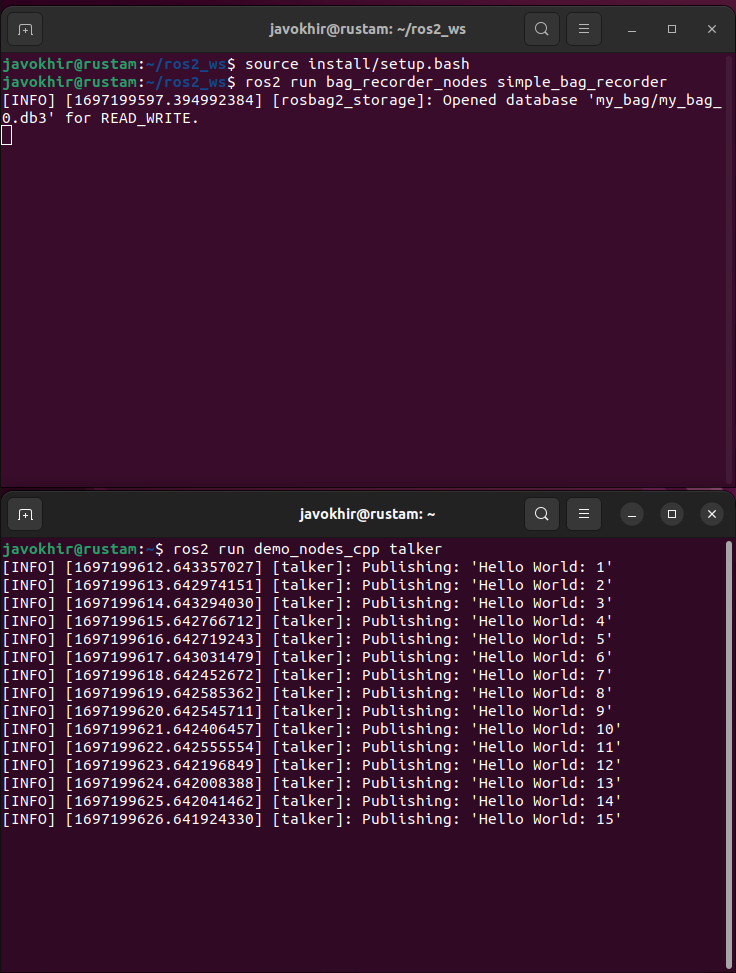 javokhir@rustam: ~/ros2_ws
javokhir@rustam:~/ros2_ws$ source install/setup.bash
javokhir@rustam:~/ros2_ws$ ros2 run bag_recorder_nodes simple_bag_recorder
[INFO] [1697199597.394992384] [rosbag2_storage]: Opened database 'my_bag/my_bag_
0.db3' for READ_WRITE.
javokhir@rustam: ~
javokhir@rustam:~$ ros2 run demo_nodes_cpp talker
[INFO] [1697199612.643357027] [talker]: Publishing: 'Hello World: 1'
[INFO] [1697199613.642974151] [talker]: Publishing: 'Hello World: 2'
[INFO] [1697199614.643294030] [talker]: Publishing: 'Hello World: 3'
[INFO] [1697199615.642766712] [talker]: Publishing: 'Hello World: 4'
[INFO] [1697199616.642719243] [talker]: Publishing: 'Hello World: 5'
[INFO] [1697199617.643031479] [talker]: Publishing: 'Hello World: 6'
[INFO] [1697199618.642452672] [talker]: Publishing: 'Hello World: 7'
[INFO] [1697199619.642585362] [talker]: Publishing: 'Hello World: 8'
[INFO] [1697199620.642545711] [talker]: Publishing: 'Hello World: 9'
[INFO] [1697199621.642406457] [talker]: Publishing: 'Hello World: 10'
[INFO] [1697199622.642555554] [talker]: Publishing: 'Hello World: 11'
[INFO] [1697199623.642196849] [talker]: Publishing: 'Hello World: 12'
[INFO] [1697199624.642008388] [talker]: Publishing: 'Hello World: 13'
[INFO] [1697199625.642041462] [talker]: Publishing: 'Hello World: 14'
[INFO] [1697199626.641924330] [talker]: Publishing: 'Hello World: 15'